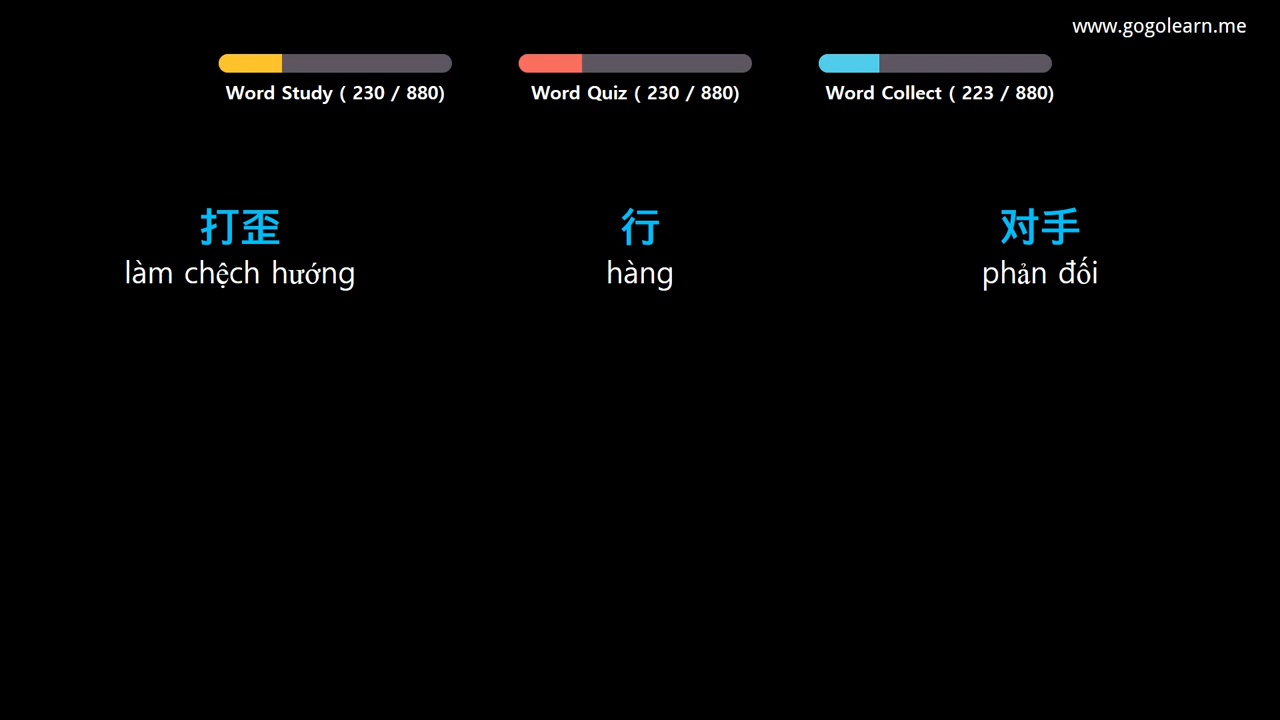 www.gogolearn.me
Word Study ( 230 / 880)
Word Quiz ( 230 / 880)
Word Collect ( 223 / 880)
打歪
làm chệch hướng
行
hàng
对手
phản đối